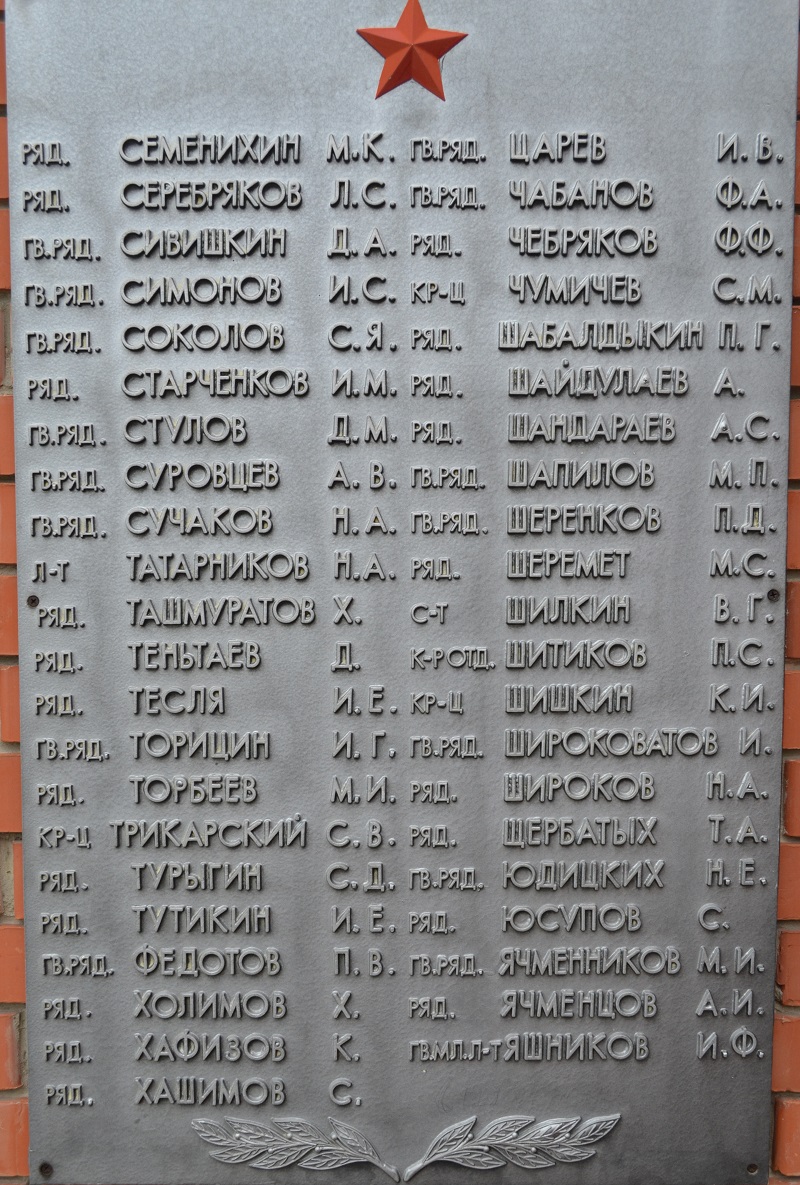 РЯД. СЕМЕНИХИН М.К.
РЯД. СЕРЕБРЯКОВ Л.С.
ГВ.РЯД. СИВИШКИН Д.А.
ГВ.РЯД. СИМОНОВ И.С.
ГВ.РЯД. СОКОЛОВ С.Я.
РЯД. СТАРЧЕНКОВ И.М.
ГВ.РЯД. СТУЛОВ Д.М.
ГВ.РЯД. СУРОВЦЕВ А.В.
ГВ.РЯД. СУЧАКОВ Н.А.
Л-Т ТАТАРНИКОВ Н.А.
РЯД. ТАШМУРАТОВ Х.
РЯД. ТЕНЬТАЕВ Д.
РЯД. ТЕСЛЯ И.Е.
ГВ.РЯД. ТОРИЦИН И.Г.
РЯД. ТОРБЕЕВ М.И.
КР-Ц ТРИКАРСКИЙ С.В.
РЯД. ТУРЫГИН С.Д.
РЯД. ТУТИКИН И.Е.
ГВ.РЯД. ФЕДОТОВ П.В.
РЯД. ХОЛИМОВ Х.
РЯД. ХАФИЗОВ К.
РЯД. ХАШИМОВ С.
ГВ.РЯД. ЦАРЕВ И.В.
ГВ.РЯД. ЧАБАНОВ Ф.А.
РЯД. ЧЕБРЯКОВ Ф.Ф.
КР-Ц ЧУМИЧЕВ С.М.
РЯД. ШАБАЛДЫКИН П.Г.
РЯД. ШАЙДУЛАЕВ А.
РЯД. ШАНДАРАЕВ А.С.
ГВ.РЯД. ШАПИЛОВ М.П.
ГВ.РЯД. ШЕРЕНКОВ П.Д.
РЯД. ШЕРЕМЕТ М.С.
С-Т ШИЛКИН В.Г.
К-Р ОТД. ШИТИКОВ П.С.
КР-Ц ШИШКИН К.И.
ГВ.РЯД. ШИРОКОВАТОВ И.
РЯД. ШИРОКОВ Н.А.
РЯД. ЩЕРБАТЫХ Т.А.
ГВ.РЯД. ЮДИЦКИХ Н.Е.
РЯД. ЮСУПОВ С.
ГВ.РЯД. ЯЧМЕННИКОВ М.И.
РЯД. ЯЧМЕНЦОВ А.И.
ГВ.МЛ.Л-Т ЯШНИКОВ И.Ф.